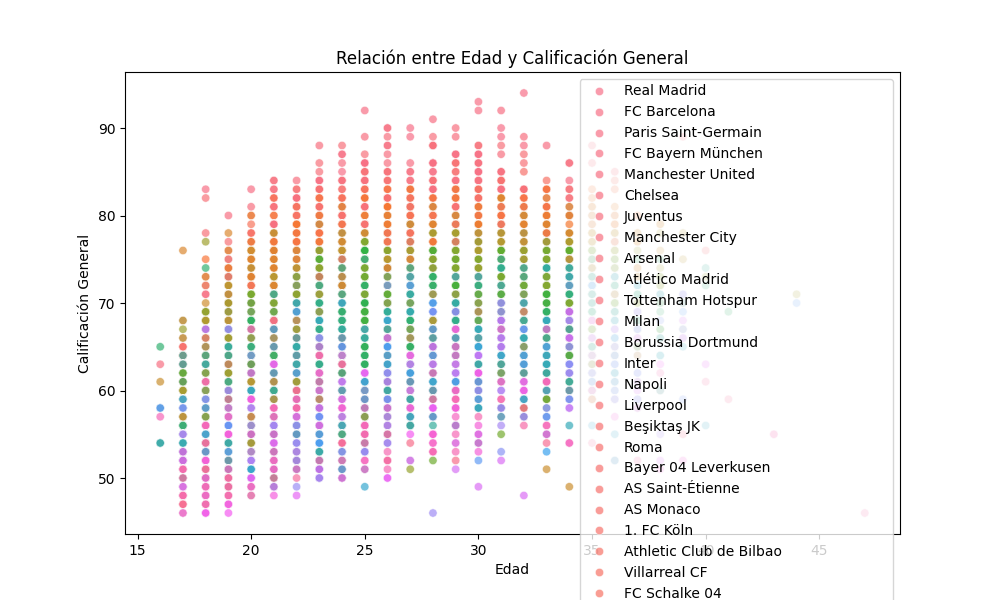 Relación entre Edad y Calificación General
Calificación General
90
80
70
60
50
15
20
25
30
35
40
45
Edad
Real Madrid
FC Barcelona
Paris Saint-Germain
FC Bayern München
Manchester United
Chelsea
Juventus
Manchester City
Arsenal
Atlético Madrid
Tottenham Hotspur
Milan
Borussia Dortmund
Inter
Napoli
Liverpool
Beşiktaş JK
Roma
Bayer 04 Leverkusen
AS Saint-Étienne
AS Monaco
1. FC Köln
Athletic Club de Bilbao
Villarreal CF
FC Schalke 04